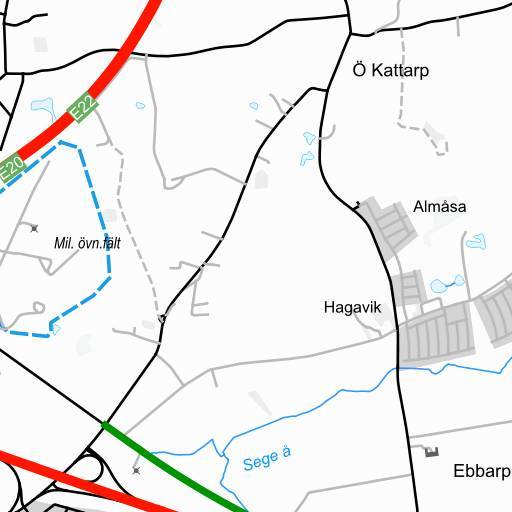 Ö Kattarp
E22
E20
Almåsa
Mil. övn.fält
Hagavik
Sege å
Ebbarp